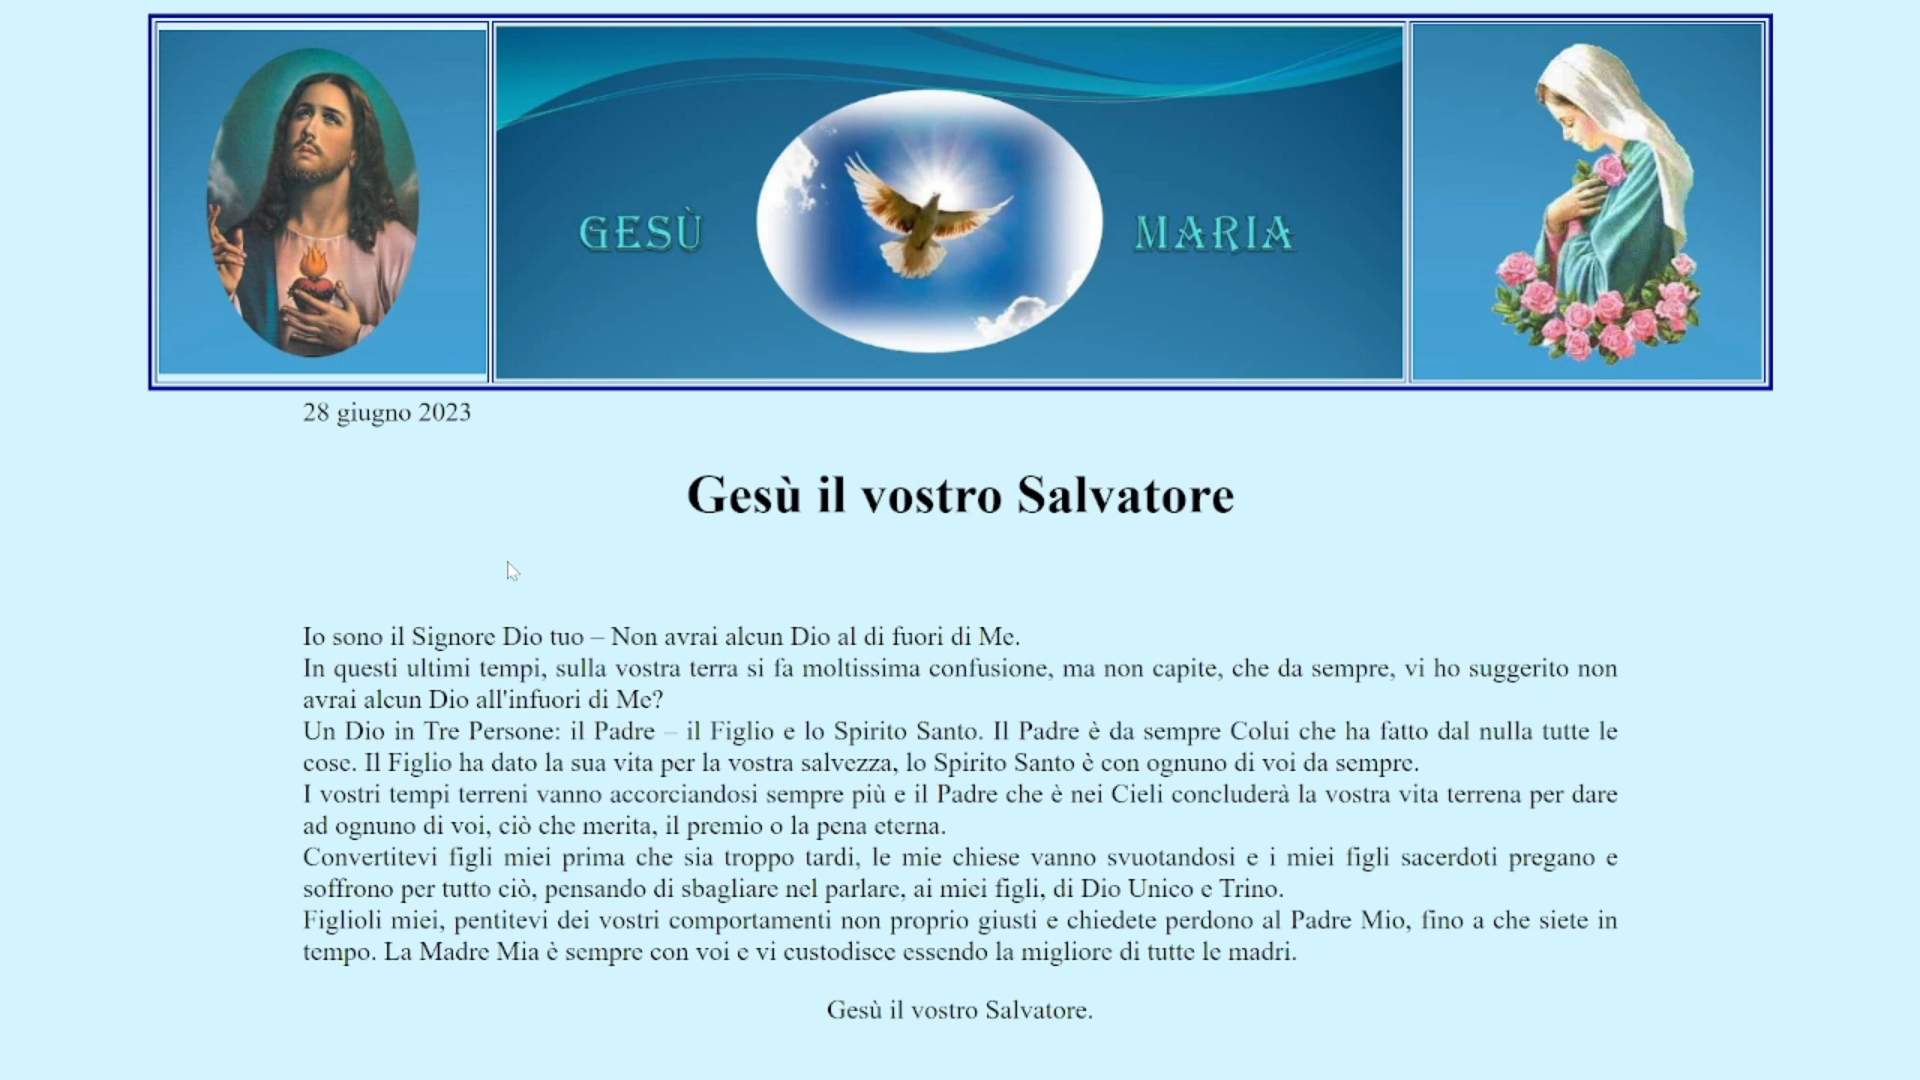 GESÙ MARIA
28 giugno 2023
Gesù il vostro Salvatore
Io sono il Signore Dio tuo – Non avrai alcun Dio al di fuori di Me.
In questi ultimi tempi, sulla vostra terra si fa moltissima confusione, ma non capite, che da sempre, vi ho suggerito non
avrai alcun Dio all'infuori di Me?
Un Dio in Tre Persone: il Padre – il Figlio e lo Spirito Santo. Il Padre è da sempre Colui che ha fatto dal nulla tutte le
cose. Il Figlio ha dato la sua vita per la vostra salvezza, lo Spirito Santo è con ognuno di voi da sempre.
I vostri tempi terreni vanno accorciandosi sempre più e il Padre che è nei Cieli concluderà la vostra vita terrena per dare
ad ognuno di voi, ciò che merita, il premio o la pena eterna.
Convertitevi figli miei prima che sia troppo tardi, le mie chiese vanno svuotandosi e i miei figli sacerdoti pregano e
soffrono per tutto ciò, pensando di sbagliare nel parlare, ai miei figli, di Dio Unico e Trino.
Figlioli miei, pentitevi dei vostri comportamenti non proprio giusti e chiedete perdono al Padre Mio, fino a che siete in
tempo. La Madre Mia è sempre con voi e vi custodisce essendo la migliore di tutte le madri.
Gesù il vostro Salvatore.